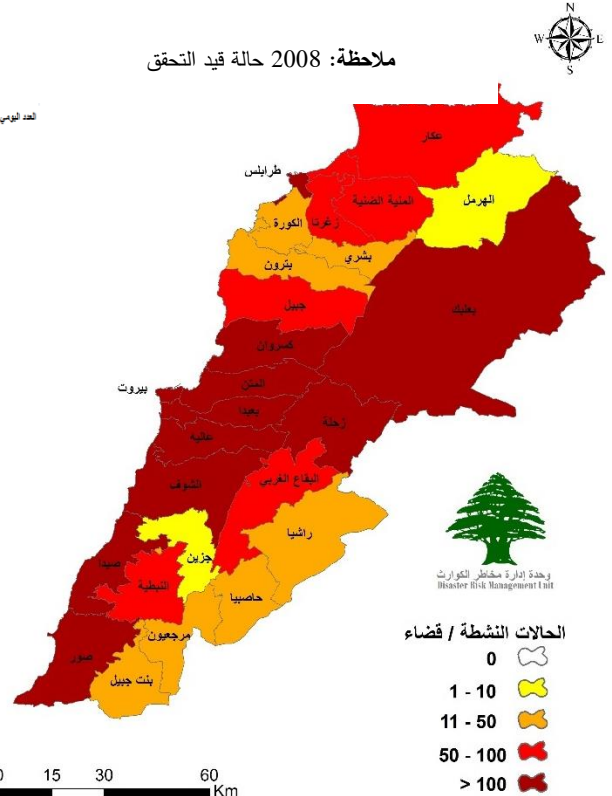 N
W E
S
ملاحظة: 2008 حالة قيد التحقق
العدد اليومي
عكار
طرابلس
المنية الضنية
الهرمل
زغرتا
الكورة
بشري
بترون
بعلبك
جبيل
كسروان
المتن
بيروت
بعبدا
زحلة
عاليه
البقاع الغربي
الشوف
راشيا
جزين
صيدا
النبطية
حاصبيا
مرجعيون
صور
بنت جبيل
وحدة إدارة مخاطر الكوارث
Disaster Risk Management Unit
الحالات النشطة / قضاء
0
1 - 10
11 - 50
50 - 100
> 100
0 15 30 60
Km